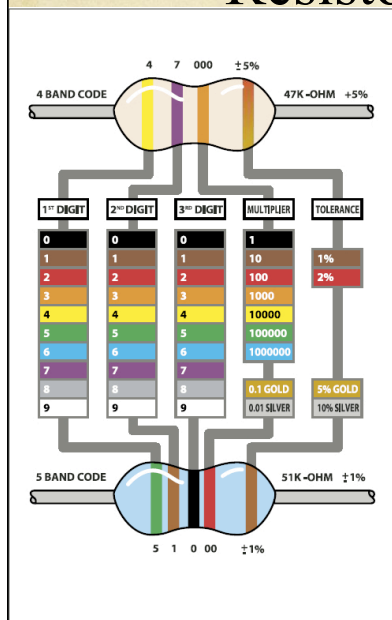 4 7 000 ±5%
4 BAND CODE 47K-OHM +5%
1ST DIGIT 2ND DIGIT 3RD DIGIT MULTIPLIER TOLERANCE
0 0 0 1
1 1 1 10 1%
2 2 2 100 2%
3 3 3 1000
4 4 4 10000
5 5 5 100000
6 6 6 1000000
7 7 7
8 8 8 0.1 GOLD 5% GOLD
9 9 9 0.01 SILVER 10% SILVER
5 BAND CODE 51K-OHM ±1%
5 1 0 00 ±1%